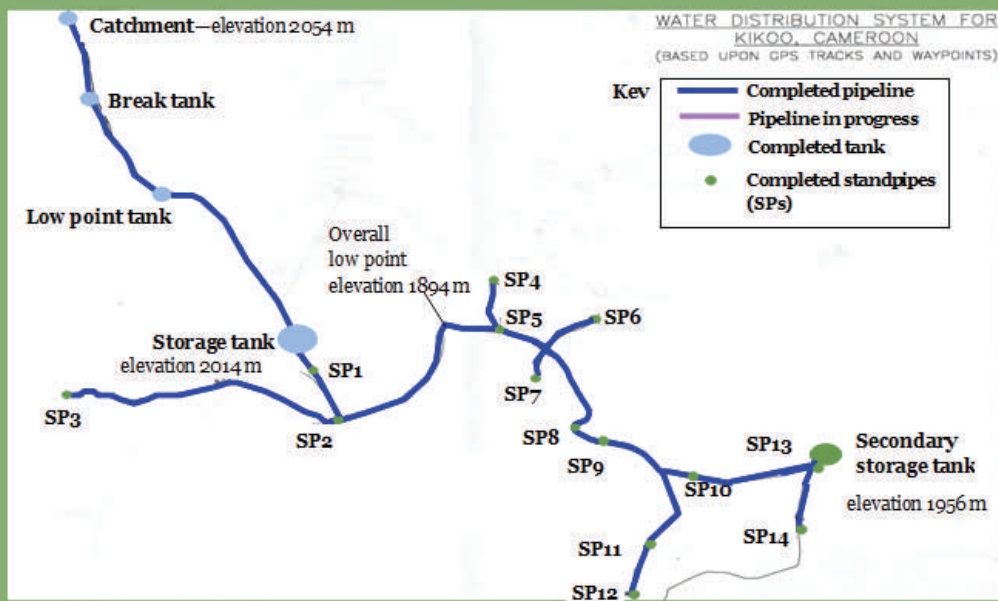 Catchment—elevation 2054 m
WATER DISTRIBUTION SYSTEM FOR
KIKOO, CAMEROON
(BASED UPON GPS TRACKS AND WAYPOINTS)
Break tank
Kev
Completed pipeline
Pipeline in progress
Completed tank
Completed standpipes
(SPs)
Low point tank
Overall
low point
elevation 1894 m
SP4
SP5
SP6
Storage tank
elevation 2014 m
SP1
SP7
SP3
SP2
SP8
SP9
SP13
Secondary
storage tank
SP10
elevation 1956 m
SP11
SP14
SP12